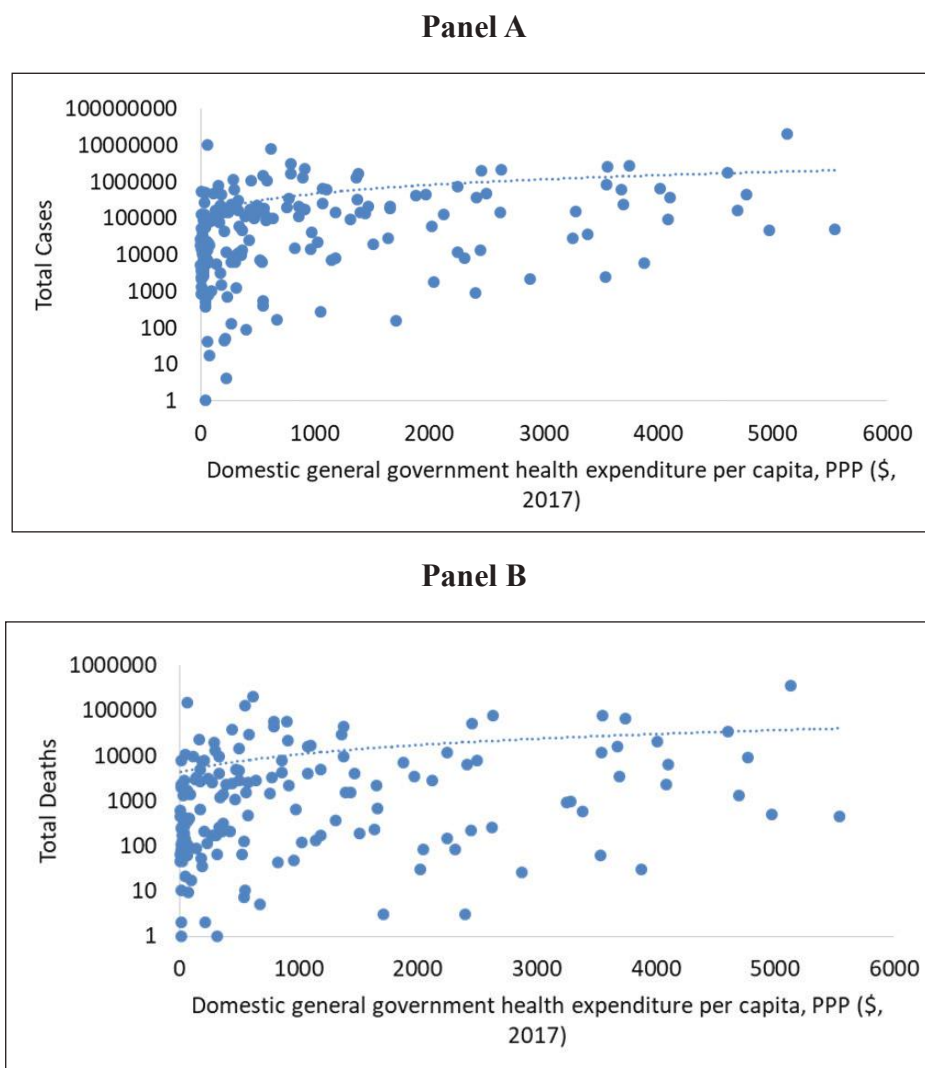 Panel A
100000000
10000000
1000000
100000
10000
1000
100
10
1
Total Cases
0 1000 2000 3000 4000 5000 6000
Domestic general government health expenditure per capita, PPP ($,
2017)
Panel B
1000000
100000
10000
1000
100
10
1
Total Deaths
0 1000 2000 3000 4000 5000 6000
Domestic general government health expenditure per capita, PPP ($,
2017)